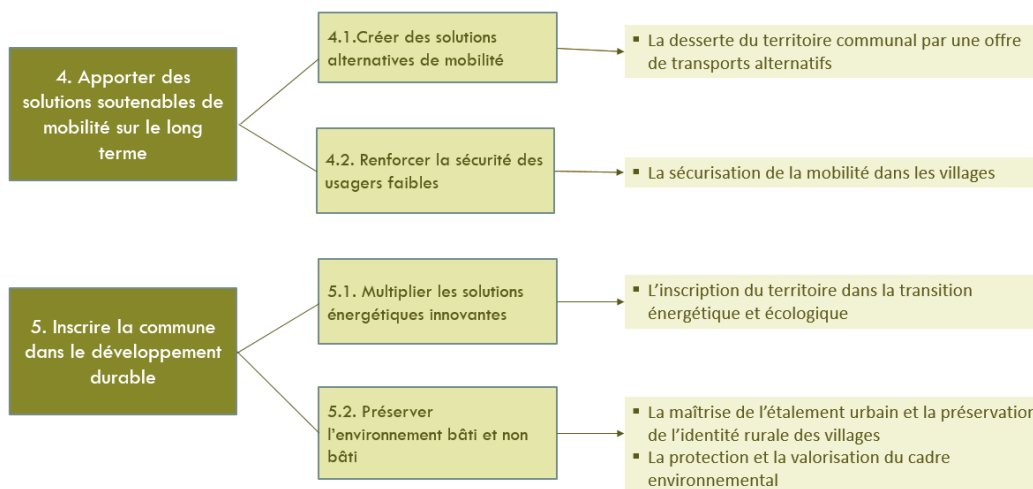 4. Apporter des
solutions soutenables de
mobilité sur le long
terme
4.1.Créer des solutions
alternatives de mobilité
▪ La desserte du territoire communal par une offre
de transports alternatifs
4.2. Renforcer la sécurité des
usagers faibles
▪ La sécurisation de la mobilité dans les villages
5. Inscrire la commune
dans le développement
durable
5.1. Multiplier les solutions
énergétiques innovantes
▪ L’inscription du territoire dans la transition
énergétique et écologique
5.2. Préserver
l’environnement bâti et non
bâti
▪ La maîtrise de l’étalement urbain et la préservation
de l’identité rurale des villages
▪ La protection et la valorisation du cadre
environnemental